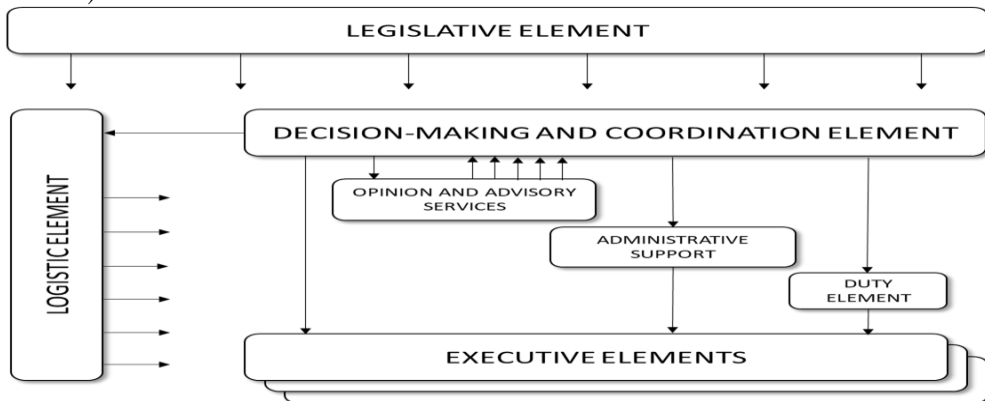 )
LEGISLATIVE ELEMENT
DECISION-MAKING AND COORDINATION ELEMENT
LOGISTIC ELEMENT
OPINION AND ADVISORY
SERVICES
ADMINISTRATIVE
SUPPORT
DUTY
ELEMENT
EXECUTIVE ELEMENTS